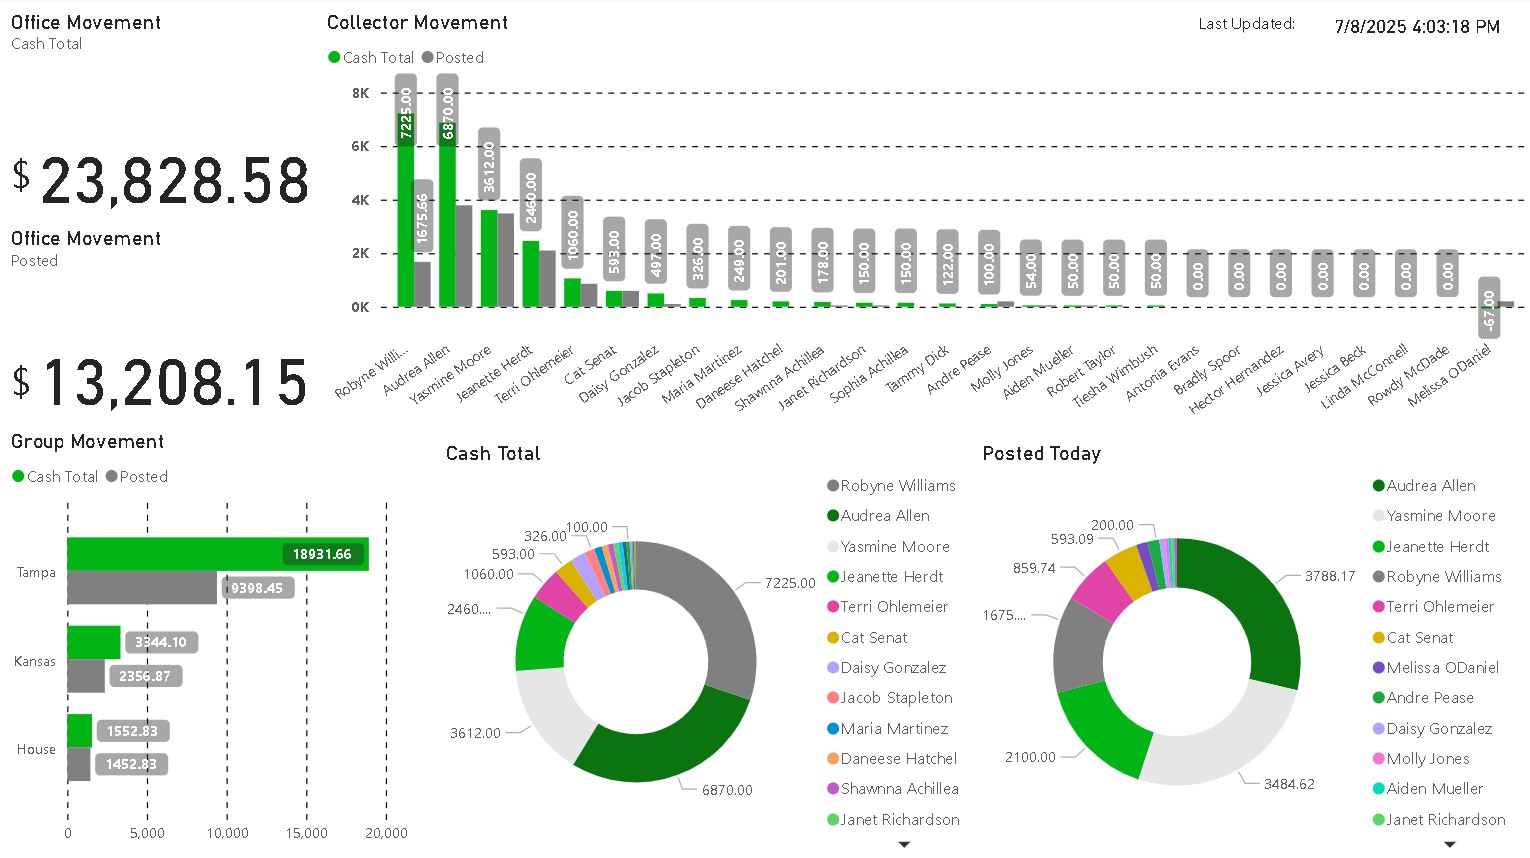 Office Movement
Cash Total
$ 23,828.58
Office Movement
Posted
$ 13,208.15
Collector Movement
Cash Total Posted
Last Updated: 7/8/2025 4:03:18 PM
8K
6K
4K
2K
0K
7225.00
1675.66
6870.00
3612.00
2460.00
1060.00
593.00
497.00
326.00
249.00
201.00
178.00
150.00
150.00
122.00
100.00
54.00
50.00
50.00
50.00
0.00
0.00
0.00
0.00
0.00
0.00
0.00
-67.00
Robyne Willi...
Audrea Allen
Yasmine Moore
Jeanette Herdt
Terri Ohlemeier
Cat Senat
Daisy Gonzalez
Jacob Stapleton
Maria Martinez
Daneese Hatchel
Shawnna Achillea
Janet Richardson
Sophia Achillea
Tammy Dick
Andre Pease
Molly Jones
Aiden Mueller
Robert Taylor
Tiesha Wimbush
Antonia Evans
Bradly Spoor
Hector Hernandez
Jessica Avery
Jessica Beck
Linda McConnell
Rowdy McDade
Melissa ODaniel
Group Movement
Cash Total Posted
Tampa
18931.66
9398.45
Kansas
3344.10
2356.87
House
1552.83
1452.83
0 5,000 10,000 15,000 20,000
Cash Total
100.00
326.00
593.00
1060.00
2460....
3612.00
6870.00
7225.00
Robyne Williams
Audrea Allen
Yasmine Moore
Jeanette Herdt
Terri Ohlemeier
Cat Senat
Daisy Gonzalez
Jacob Stapleton
Maria Martinez
Daneese Hatchel
Shawnna Achillea
Janet Richardson
Posted Today
200.00
593.09
859.74
1675....
2100.00
3484.62
3788.17
Audrea Allen
Yasmine Moore
Jeanette Herdt
Robyne Williams
Terri Ohlemeier
Cat Senat
Melissa ODaniel
Andre Pease
Daisy Gonzalez
Molly Jones
Aiden Mueller
Janet Richardson